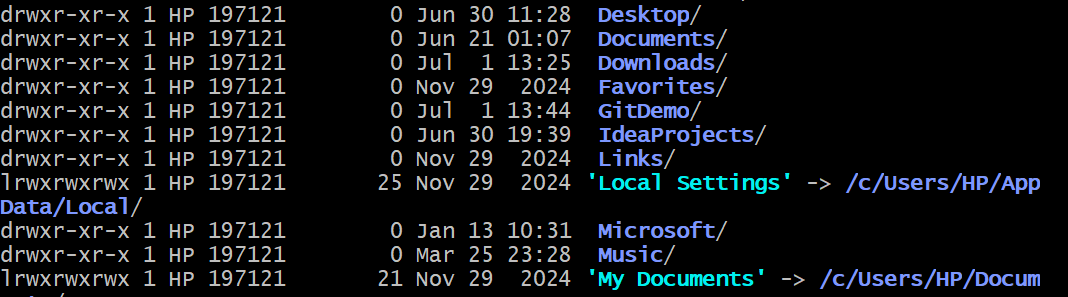 drwxr-xr-x 1 HP 197121       0 Jun 30 11:28  Desktop/
drwxr-xr-x 1 HP 197121       0 Jun 21 01:07  Documents/
drwxr-xr-x 1 HP 197121       0 Jul  1 13:25  Downloads/
drwxr-xr-x 1 HP 197121       0 Nov 29  2024  Favorites/
drwxr-xr-x 1 HP 197121       0 Jul  1 13:44  GitDemo/
drwxr-xr-x 1 HP 197121       0 Jun 30 19:39  IdeaProjects/
drwxr-xr-x 1 HP 197121       0 Nov 29  2024  Links/
lrwxrwxrwx 1 HP 197121      25 Nov 29  2024 'Local Settings' -> /c/Users/HP/App
Data/Local/
drwxr-xr-x 1 HP 197121       0 Jan 13 10:31  Microsoft/
drwxr-xr-x 1 HP 197121       0 Mar 25 23:28  Music/
lrwxrwxrwx 1 HP 197121      21 Nov 29  2024 'My Documents' -> /c/Users/HP/Docum